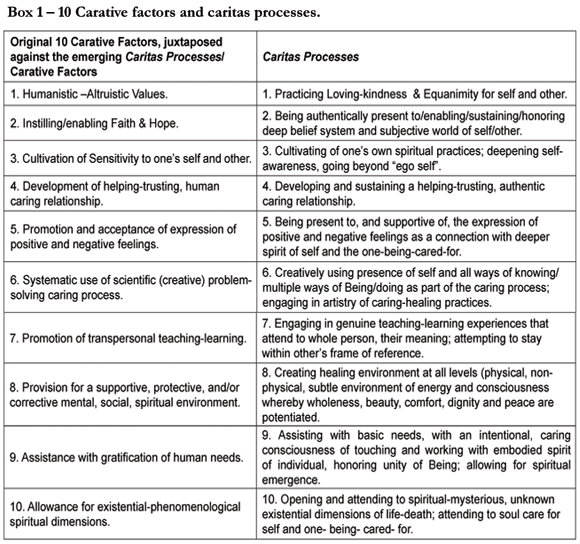 Box 1 – 10 Carative factors and caritas processes.
Original 10 Carative Factors, juxtaposed
against the emerging Caritas Processes/
Carative Factors
Caritas Processes
1. Humanistic –Altruistic Values.
1. Practicing Loving-kindness & Equanimity for self and other.
2. Instilling/enabling Faith & Hope.
2. Being authentically present to/enabling/sustaining/honoring
deep belief system and subjective world of self/other.
3. Cultivation of Sensitivity to one's self and other.
3. Cultivating of one's own spiritual practices; deepening self-
awareness, going beyond "ego self".
4. Development of helping-trusting, human
caring relationship.
4. Developing and sustaining a helping-trusting, authentic
caring relationship.
5. Promotion and acceptance of expression of
positive and negative feelings.
5. Being present to, and supportive of, the expression of
positive and negative feelings as a connection with deeper
spirit of self and the one-being-cared-for.
6. Systematic use of scientific (creative) problem-
solving caring process.
6. Creatively using presence of self and all ways of knowing/
multiple ways of Being/doing as part of the caring process;
engaging in artistry of caring-healing practices.
7. Promotion of transpersonal teaching-learning.
7. Engaging in genuine teaching-learning experiences that
attend to whole person, their meaning; attempting to stay
within other's frame of reference.
8. Provision for a supportive, protective, and/or
corrective mental, social, spiritual environment.
8. Creating healing environment at all levels (physical, non-
physical, subtle environment of energy and consciousness
whereby wholeness, beauty, comfort, dignity and peace are
potentiated.
9. Assistance with gratification of human needs.
9. Assisting with basic needs, with an intentional, caring
consciousness of touching and working with embodied spirit
of individual, honoring unity of Being; allowing for spiritual
emergence.
10. Allowance for existential-phenomenological
spiritual dimensions.
10. Opening and attending to spiritual-mysterious, unknown
existential dimensions of life-death; attending to soul care for
self and one- being- cared- for.